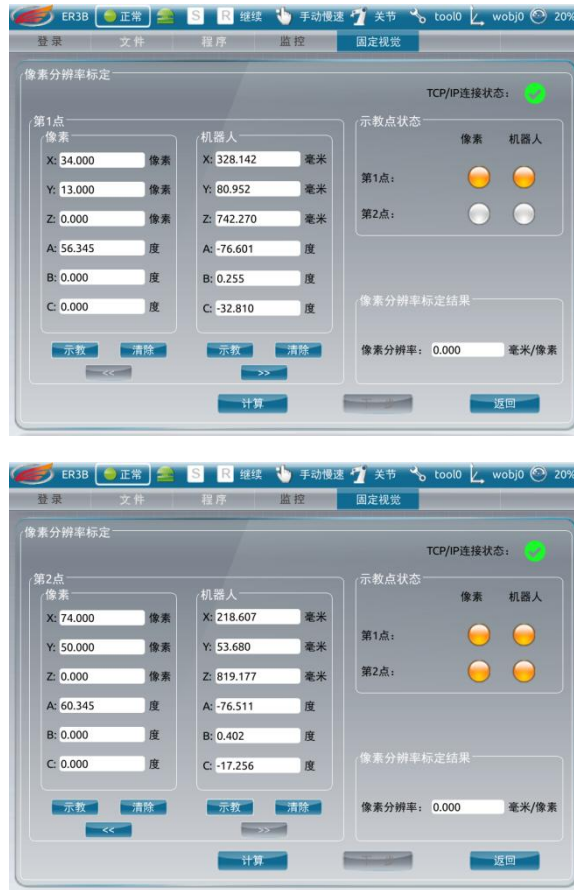 ER3B 正常 S R 继续 手动慢速 关节 tool0 wobj0 20%
登录 文件 程序 监控 固定视觉
像素分辨率标定
TCP/IP连接状态：
第1点
像素 机器人 示教点状态
像素 机器人
X: 34.000 像素 X: 328.142 毫米
Y: 13.000 像素 Y: 80.952 毫米 第1点：
Z: 0.000 像素 Z: 742.270 毫米 第2点：
A: 56.345 度 A: -76.601 度
B: 0.000 度 B: 0.255 度
C: 0.000 度 C: -32.810 度
像素分辨率标定结果
示教 清除 示教 清除 像素分辨率： 0.000 毫米/像素
<< >>
计算 返回
ER3B 正常 S R 继续 手动慢速 关节 tool0 wobj0 20%
登录 文件 程序 监控 固定视觉
像素分辨率标定
TCP/IP连接状态：
第2点
像素 机器人 示教点状态
像素 机器人
X: 74.000 像素 X: 218.607 毫米
Y: 50.000 像素 Y: 53.680 毫米 第1点：
Z: 0.000 像素 Z: 819.177 毫米 第2点：
A: 60.345 度 A: -76.511 度
B: 0.000 度 B: 0.402 度
C: 0.000 度 C: -17.256 度
像素分辨率标定结果
示教 清除 示教 清除 像素分辨率： 0.000 毫米/像素
<< >>
计算 返回